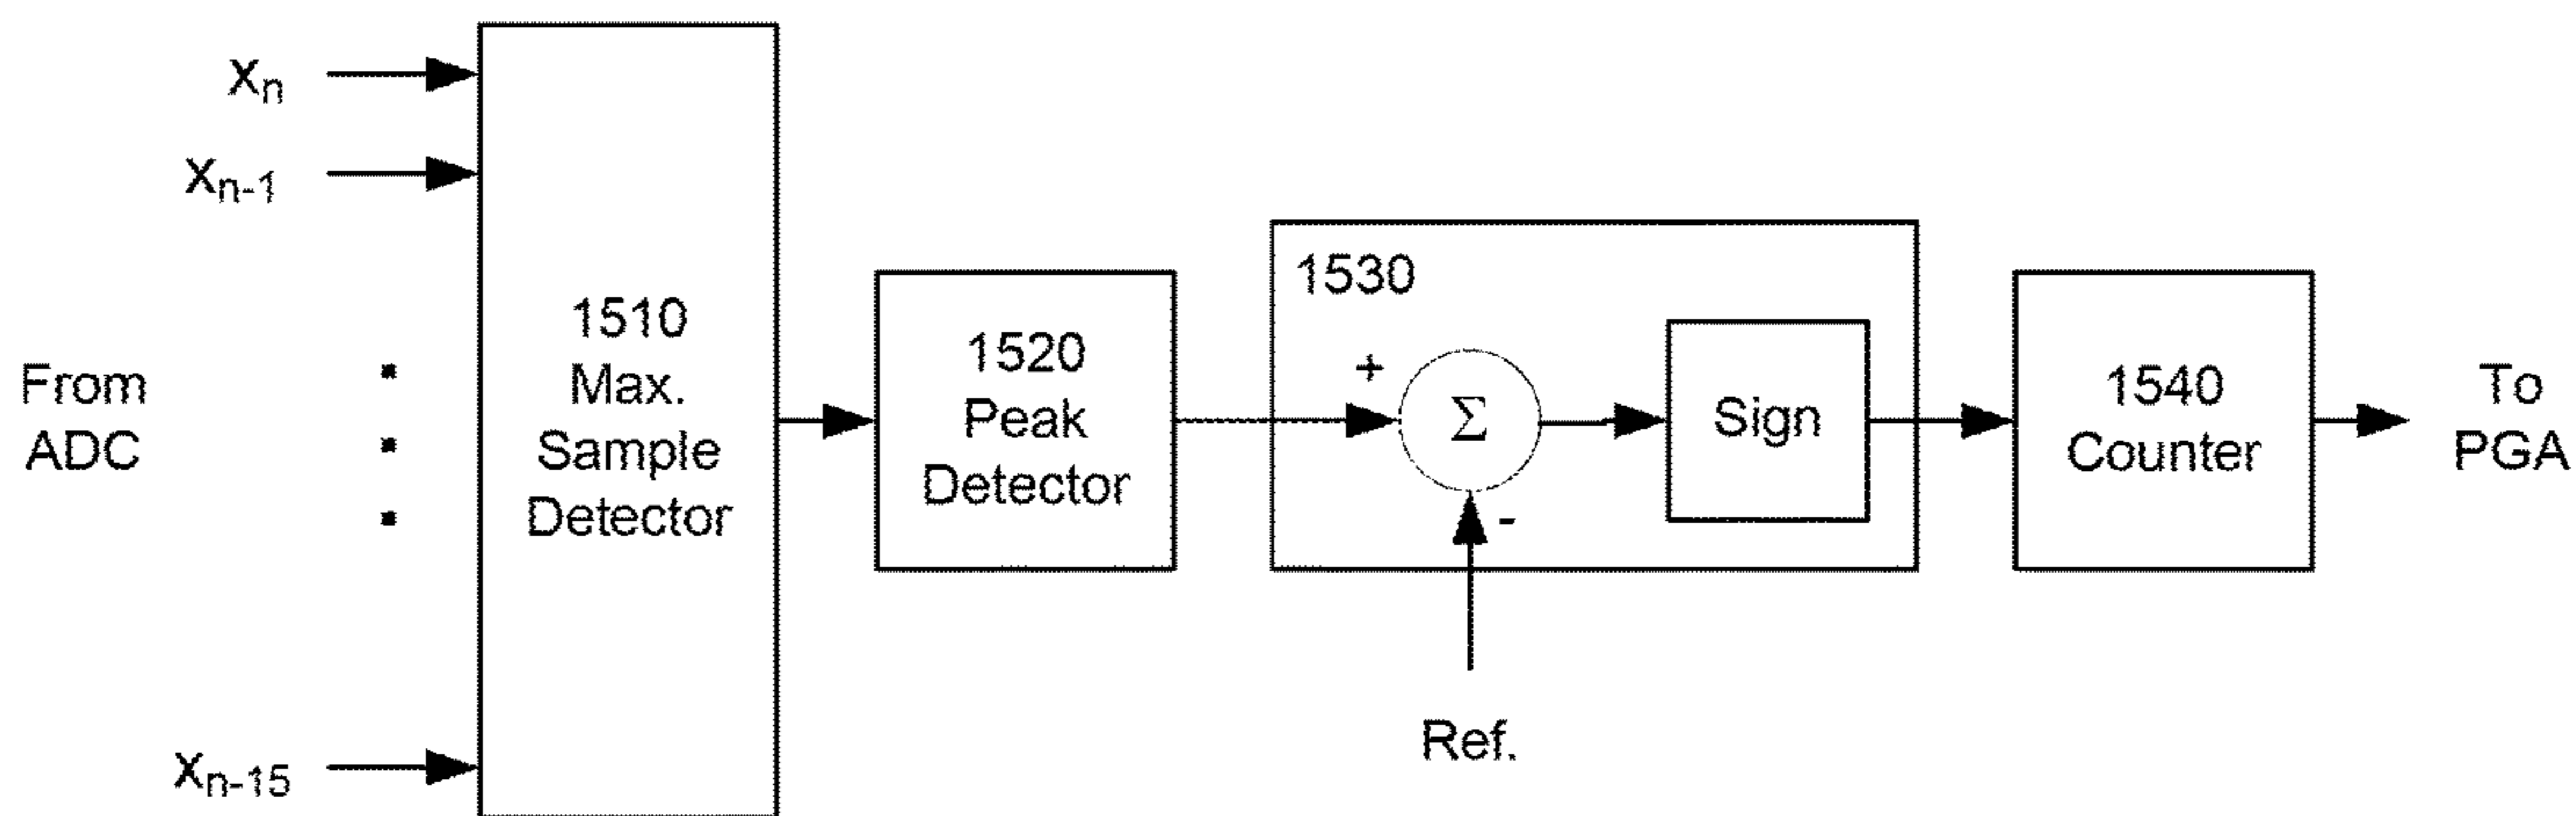 xn
xn-1
From
ADC
xn-15
1510
Max.
Sample
Detector
1520
Peak
Detector
1530
+
Σ
-
Ref.
Sign
1540
Counter
To
PGA